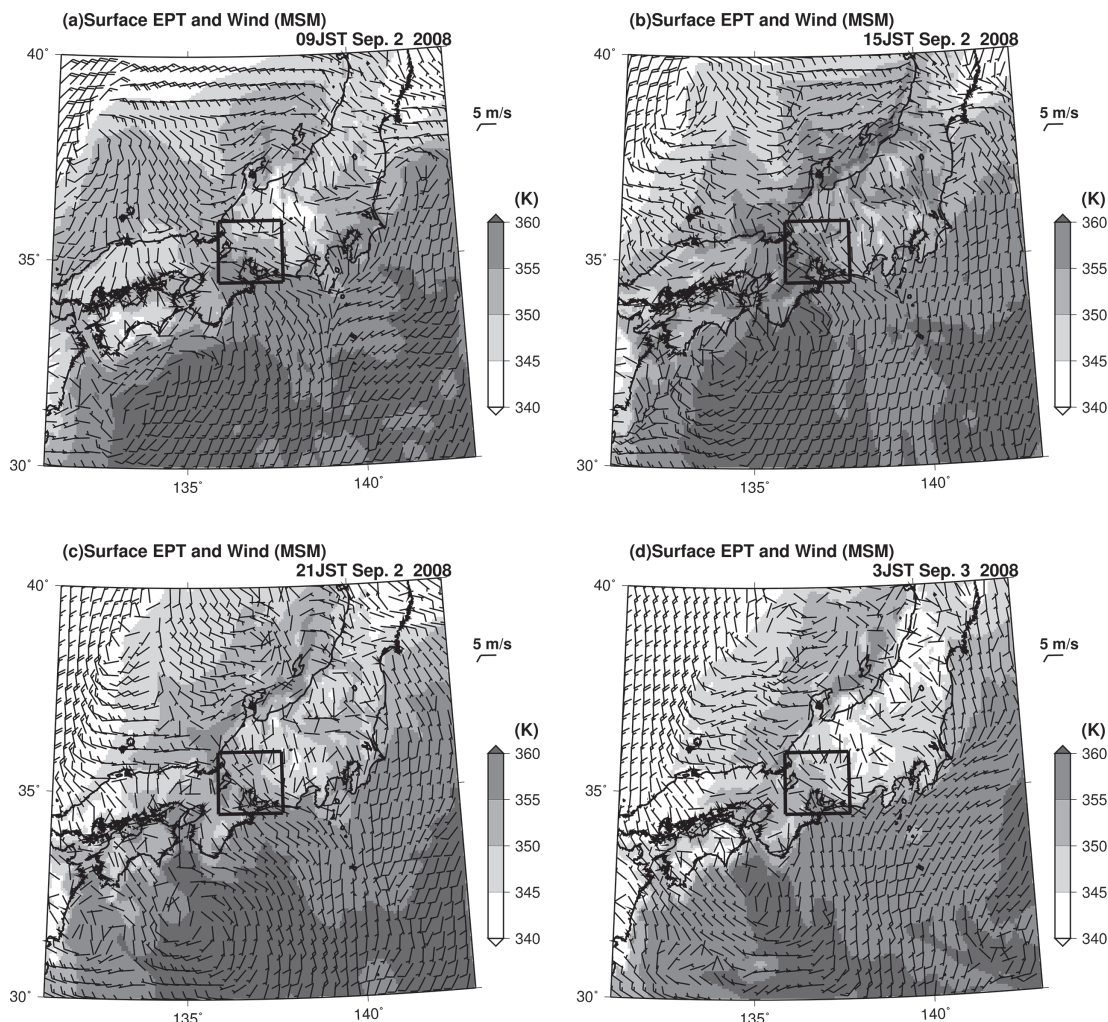 (a)Surface EPT and Wind (MSM)
09JST Sep. 2 2008
40°
35°
30°
135°
140°
5 m/s
(K)
360
355
350
345
340
(b)Surface EPT and Wind (MSM)
15JST Sep. 2 2008
40°
35°
30°
135°
140°
5 m/s
(K)
360
355
350
345
340
(c)Surface EPT and Wind (MSM)
21JST Sep. 2 2008
40°
35°
30°
135°
140°
5 m/s
(K)
360
355
350
345
340
(d)Surface EPT and Wind (MSM)
3JST Sep. 3 2008
40°
35°
30°
135°
140°
5 m/s
(K)
360
355
350
345
340